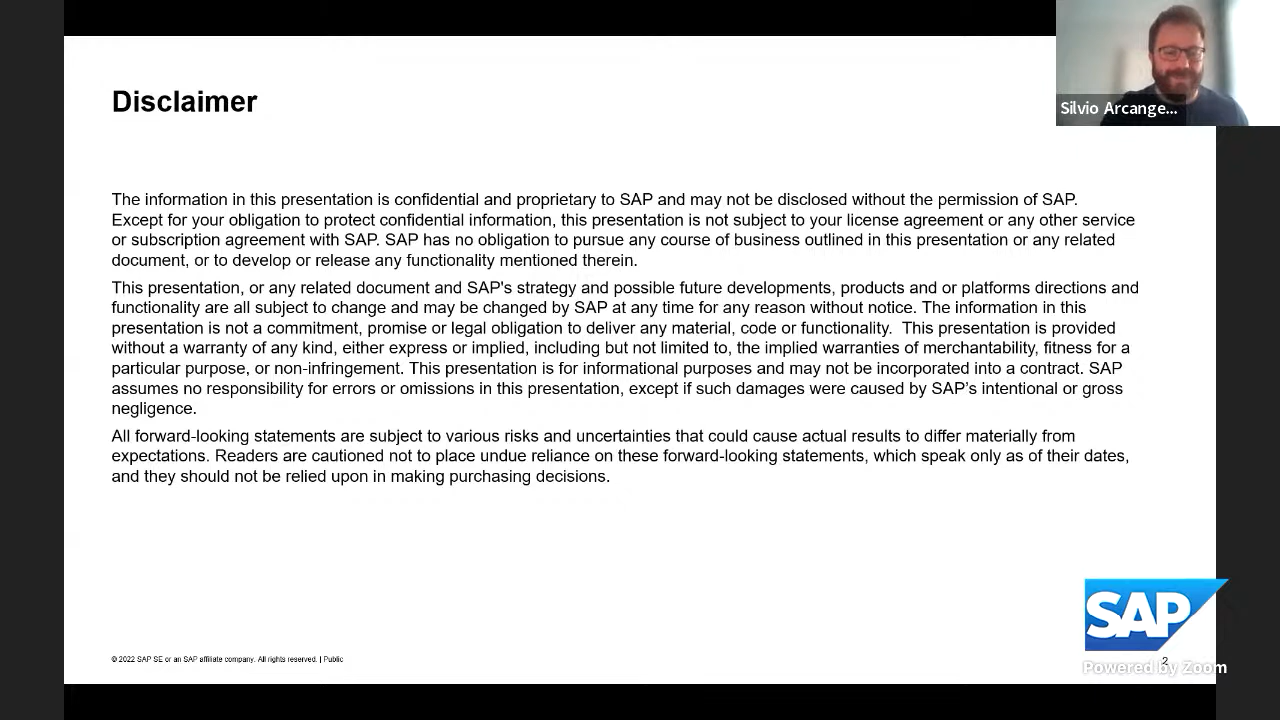 Disclaimer
Silvio Arcange...
The information in this presentation is confidential and proprietary to SAP and may not be disclosed without the permission of SAP.
Except for your obligation to protect confidential information, this presentation is not subject to your license agreement or any other service
or subscription agreement with SAP. SAP has no obligation to pursue any course of business outlined in this presentation or any related
document, or to develop or release any functionality mentioned therein.
This presentation, or any related document and SAP's strategy and possible future developments, products and or platforms directions and
functionality are all subject to change and may be changed by SAP at any time for any reason without notice. The information in this
presentation is not a commitment, promise or legal obligation to deliver any material, code or functionality.  This presentation is provided
without a warranty of any kind, either express or implied, including but not limited to, the implied warranties of merchantability, fitness for a
particular purpose, or non-infringement. This presentation is for informational purposes and may not be incorporated into a contract. SAP
assumes no responsibility for errors or omissions in this presentation, except if such damages were caused by SAP’s intentional or gross
negligence.
All forward-looking statements are subject to various risks and uncertainties that could cause actual results to differ materially from
expectations. Readers are cautioned not to place undue reliance on these forward-looking statements, which speak only as of their dates,
and they should not be relied upon in making purchasing decisions.
SAP
© 2022 SAP SE or an SAP affiliate company. All rights reserved. | Public
2
Powered by Zoom